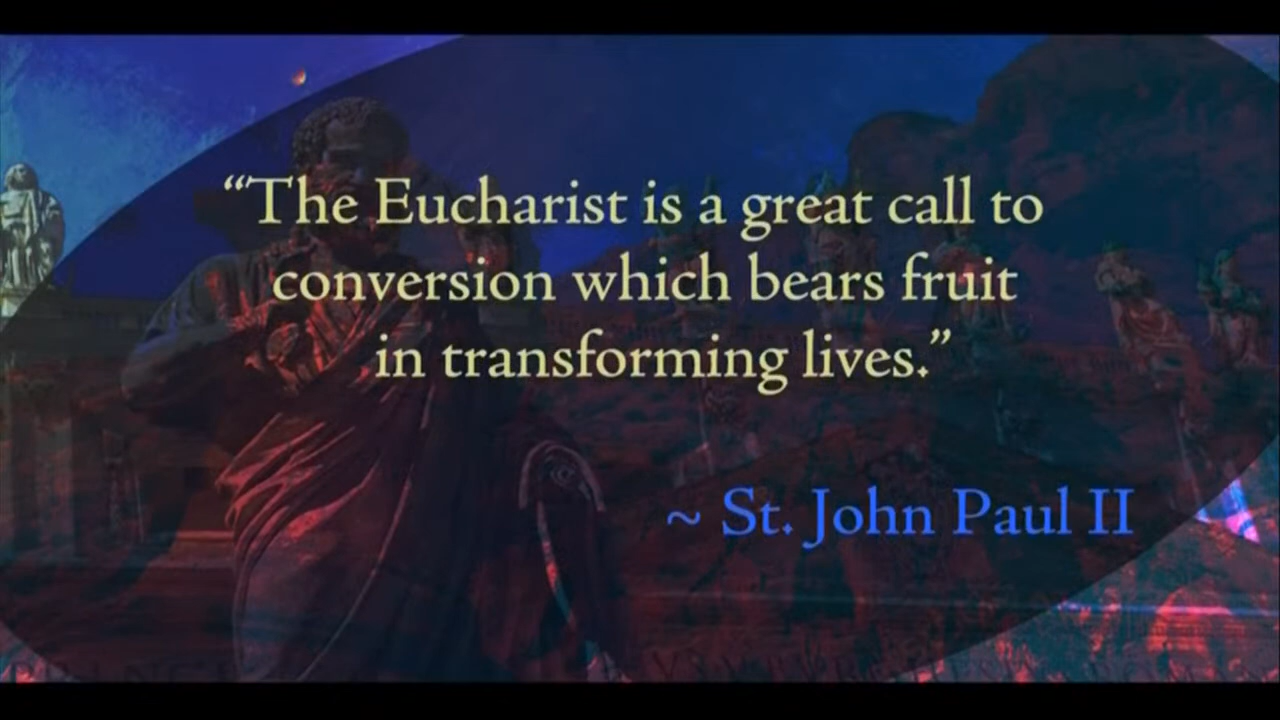 “The Eucharist is a great call to
conversion which bears fruit
in transforming lives.”
~ St. John Paul II